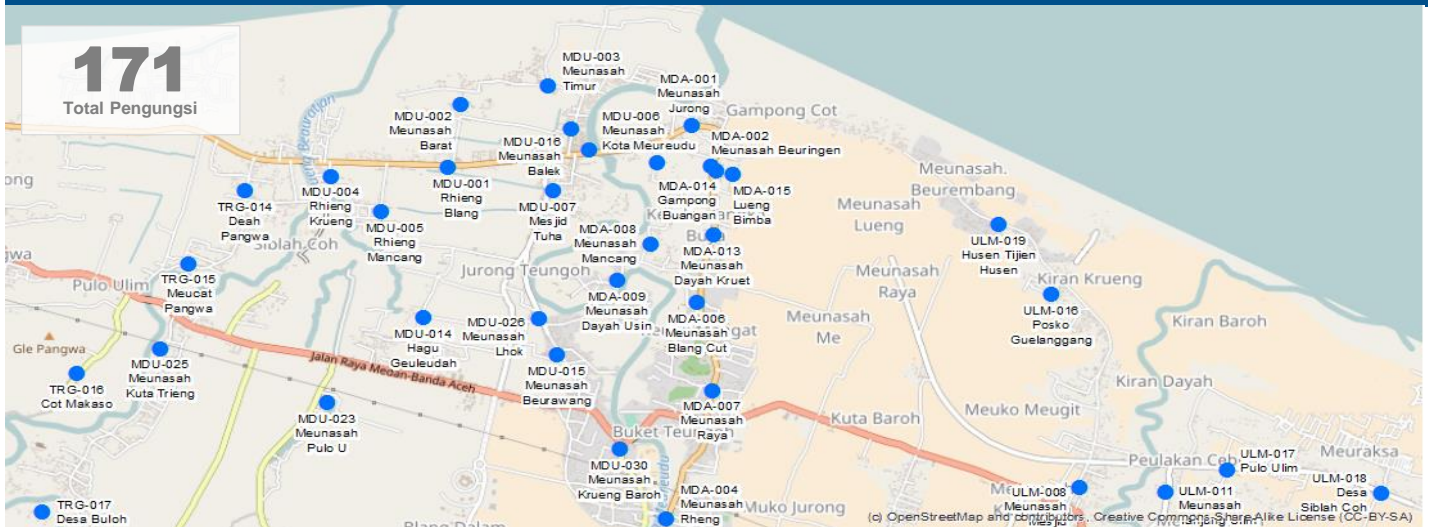 171
Total Pengungsi
MDU-003
Meunasah
Timur
MDA-001
Meunasah
Jurong
Gampong Cot
MDU-002
Meunasah
Barat
MDU-016
Meunasah
Balek
MDU-006
Meunasah
Kota Meureudu
MDA-002
Meunasah Beuringen
Meunasah.
Beurembang
TRG-014
Deah
Pangwa
MDU-004
Rhieng
Krueng
MDU-001
Rhieng
Blang
MDU-007
Mesjid
Tuha
MDA-014
Gampong
Buangan
MDA-015
Lueng
Bimba
Meunasah
Lueng
MDU-005
Rhieng
Mancang
Siblah Coh
MDA-008
Meunasah
Mancang
MDA-013
Meunasah
Dayah Kruet
ULM-019
Husen Tijien
Husen
Jurong Teungoh
Meunasah
Raya
Kiran Krueng
Pulo Ulim
TRG-015
Meucat
Pangwa
MDA-009
Meunasah
Dayah Usin
MDU-014
Hagu
Geuleudah
MDU-026
Meunasah
Lhok
MDA-006
Meunasah
Blang Cut
Meunasah
Me
ULM-016
Posko
Guelanggang
Kiran Baroh
Gle Pangwa
Jalan Raya Medan-Banda Aceh
TRG-016
Cot Makaso
MDU-025
Meunasah
Kuta Trieng
MDU-015
Meunasah
Beurawang
Kiran Dayah
MDU-023
Meunasah
Pulo U
MDA-007
Meunasah
Raya
Kuta Baroh
Meuko Meugit
Buket Teungoh
MDU-030
Meunasah
Krueng Baroh
Peulakan Ceb
ULM-017
Pulo Ulim
Meuraksa
TRG-017
Desa Buloh
MDA-004
Meunasah
Rheng
Muko Jurong
ULM-008
Meunasah
Mesjid
ULM-011
Meunasah
ULM-018
Desa
Siblah Coh
(c) OpenStreetMap and contributors, Creative Commons-Share Alike License (CC-BY-SA)